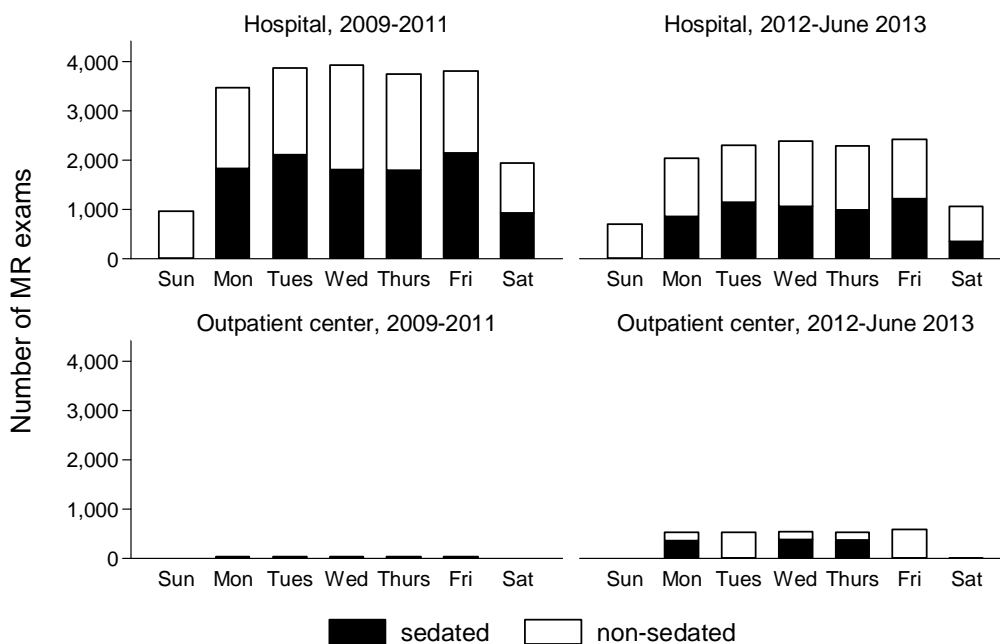 Hospital, 2009-2011
Hospital, 2012-June 2013
Number of MR exams
4,000
3,000
2,000
1,000
0
Sun Mon Tues Wed Thurs Fri Sat
Sun Mon Tues Wed Thurs Fri Sat
Outpatient center, 2009-2011
Outpatient center, 2012-June 2013
4,000
3,000
2,000
1,000
0
Sun Mon Tues Wed Thurs Fri Sat
Sun Mon Tues Wed Thurs Fri Sat
sedated non-sedated